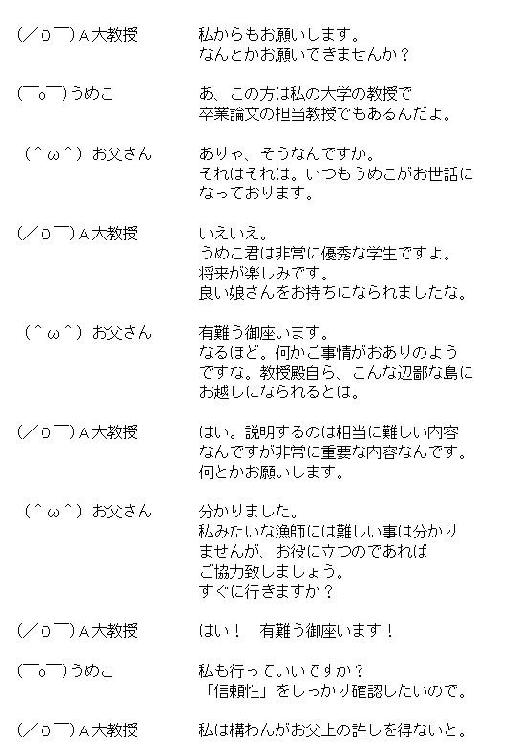 (／Д￣)Ａ大教授　私からもお願いします。
なんとかお願いできませんか？
(￣o￣)うめこ　あ、この方は私の大学の教授で
卒業論文の担当教授でもあるんだよ。
（＾ω＾）お父さん　ありゃ、そうなんですか。
それはそれは。いつもうめこがお世話に
なっております。
(／Д￣)Ａ大教授　いえいえ。
うめこ君は非常に優秀な学生ですよ。
将来が楽しみです。
良い娘さんをお持ちになられましたな。
（＾ω＾）お父さん　有難う御座います。
なるほど。何かご事情がおありのよう
ですな。教授殿自ら、こんな辺鄙な島に
お越しになられるとは。
(／Д￣)Ａ大教授　はい。説明するのは相当に難しい内容
なんですが非常に重要な内容なんです。
何とかお願いします。
（＾ω＾）お父さん　分かりました。
私みたいな漁師には難しい事は分かり
ませんが、お役に立つのであれば
ご協力致しましょう。
すぐに行きますか？
(／Д￣)Ａ大教授　はい！　有難う御座います！
(￣o￣)うめこ　私も行っていいですか？
「信頼性」をしっかり確認したいので。
(／Д￣)Ａ大教授　私は構わんがお父上の許しを得ないと。